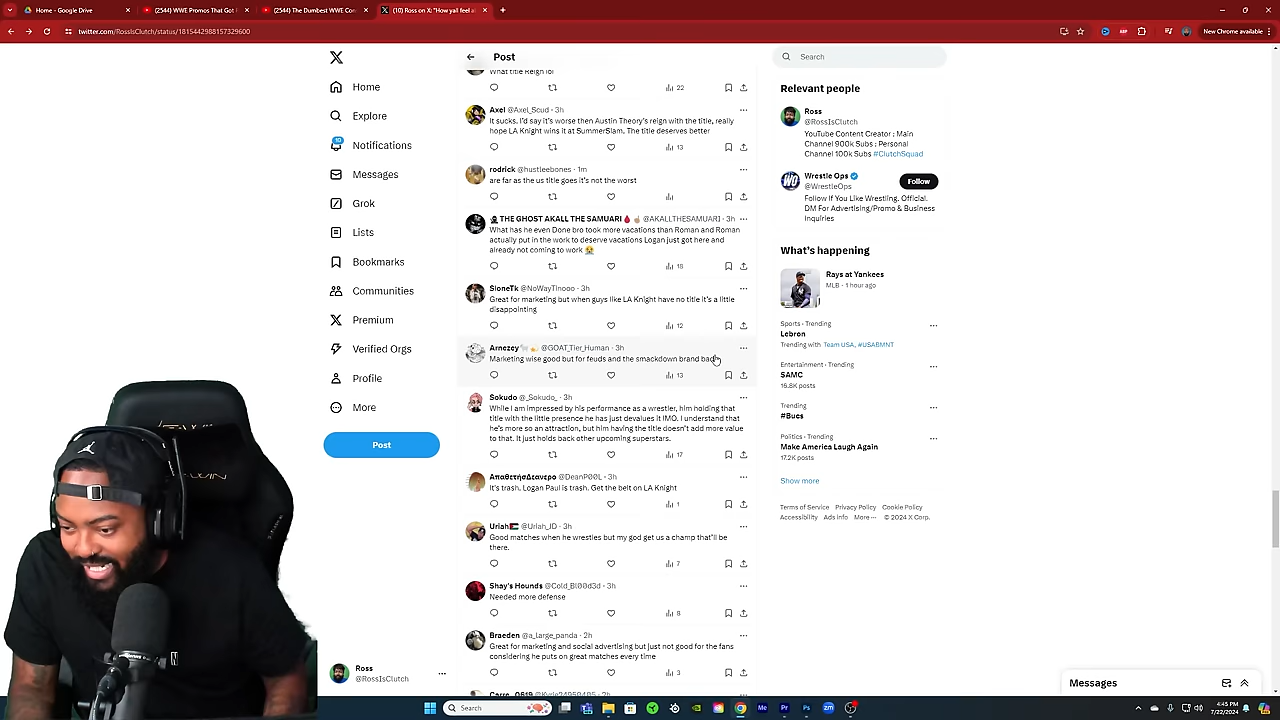 Home - Google Drive
(2544) WWE Promos That Got
(2544) The Dumbest WWE Con
(10) Ross on X: "How yall feel a
twitter.com/RossIsClutch/status/1815442988157329600
New Chrome available
Post
Search
Home
Explore
10
Notifications
Messages
Grok
Lists
Bookmarks
Communities
Premium
Verified Orgs
Profile
More
Post
Ross
@RossIsClutch
What title Reign lol
22
Axel @Axel_Soud · 3h
It sucks, I'd say it's worse then Austin Theory's reign with the title, really
hope LA Knight wins it at SummerSlam. The title deserves better
13
rodrick @hustleebones · 1m
are far as the us title goes it's not the worst
THE GHOST AKALL THE SAMUARI @AKALLTHESAMUARI · 3h
What has he even Done bro took more vacations than Roman and Roman
actually put in the work to deserve vacations Logan just got here and
already not coming to work
18
SloneTk @NoWayTlnooo · 3h
Great for marketing but when guys like LA Knight have no title it's a little
disappointing
12
Arnezey @GOAT_Tier_Human · 3h
Marketing wise good but for feuds and the smackdown brand bad
13
Sokudo @_Sokudo_ · 3h
While I am impressed by his performance as a wrestler, him holding that
title with the little presence he has just devalues it IMO. I understand that
he's more so an attraction, but him having the title doesn't add more value
to that. It just holds back other upcoming superstars.
17
@DeanP00L · 3h
It's trash. Logan Paul is trash. Get the belt on LA Knight
1
Uriah @Uriah_ID · 3h
Good matches when he wrestles but my god get us a champ that'll be
there.
7
Shay's Hounds @Cold_Bl00d3d · 3h
Needed more defense
8
Braeden @a_large_panda · 2h
Great for marketing and social advertising but just not good for the fans
considering he puts on great matches every time
3
Relevant people
Ross
@RossIsClutch
YouTube Content Creator : Main
Channel 900k Subs : Personal
Channel 100k Subs #ClutchSquad
Wrestle Ops
@WrestleOps
Follow
Follow If You Like Wrestling. Official.
DM For Advertising/Promo & Business
Inquiries
What's happening
Rays at Yankees
MLB · 1 hour ago
Sports · Trending
Lebron
Trending with Team USA, #USABMNT
Entertainment · Trending
SAMC
16.8K posts
Trending
#Bucs
Politics · Trending
Make America Laugh Again
17.2K posts
Show more
Terms of Service Privacy Policy Cookie Policy
Accessibility Ads info More ··· © 2024 X Corp.
Messages
Search
4:45 PM
7/22/2024